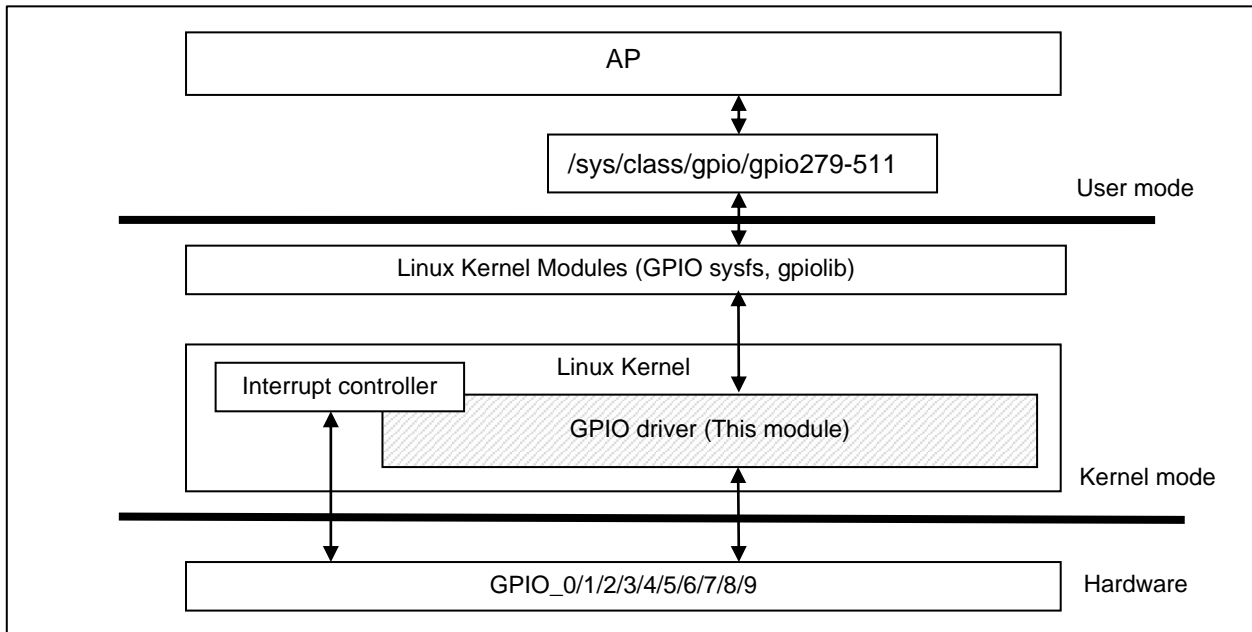 AP
/sys/class/gpio/gpio279-511
User mode
Linux Kernel Modules (GPIO sysfs, gpiolib)
Linux Kernel
Interrupt controller
GPIO driver (This module)
Kernel mode
GPIO_0/1/2/3/4/5/6/7/8/9
Hardware